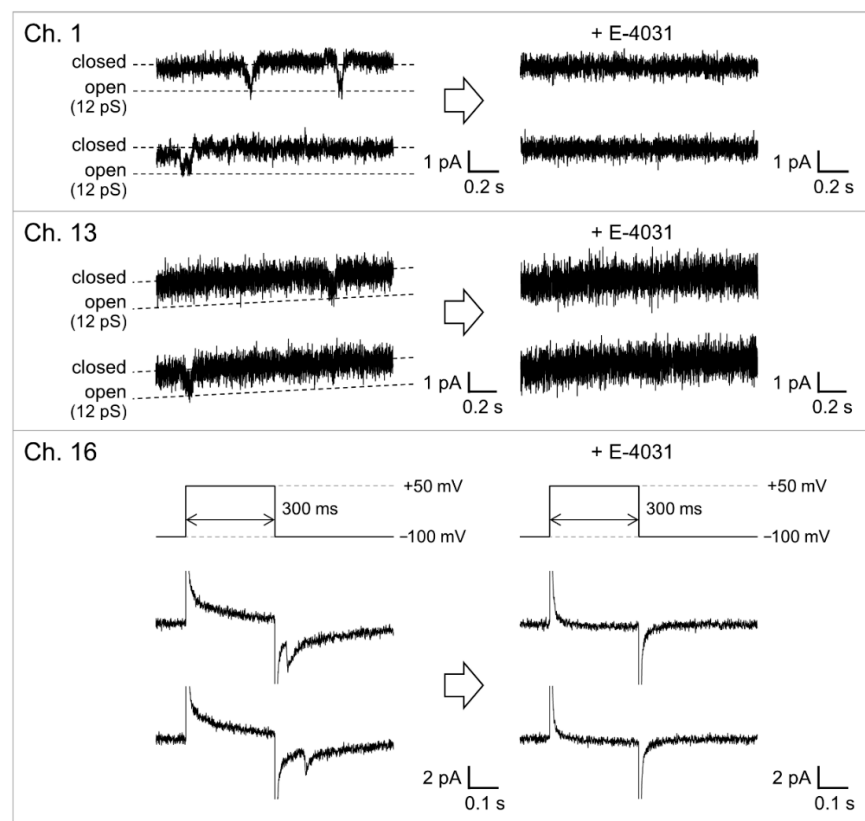 Ch. 1
+ E-4031
closed
open
(12 pS)
closed
open
(12 pS)
1 pA
0.2 s
1 pA
0.2 s
Ch. 13
+ E-4031
closed
open
(12 pS)
closed
open
(12 pS)
1 pA
0.2 s
1 pA
0.2 s
Ch. 16
+ E-4031
+50 mV
300 ms
−100 mV
+50 mV
300 ms
−100 mV
2 pA
0.1 s
2 pA
0.1 s